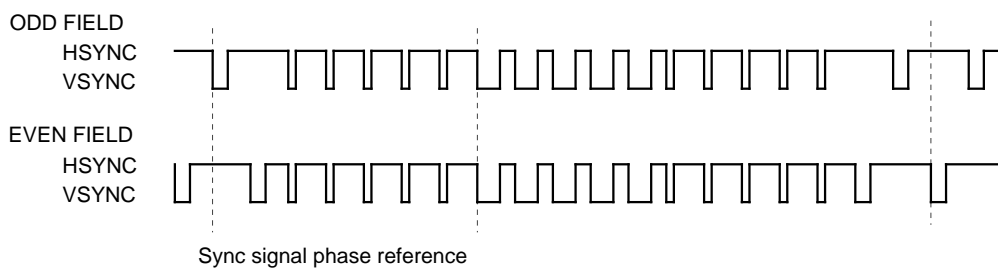 ODD FIELD
HSYNC
VSYNC
EVEN FIELD
HSYNC
VSYNC
Sync signal phase reference